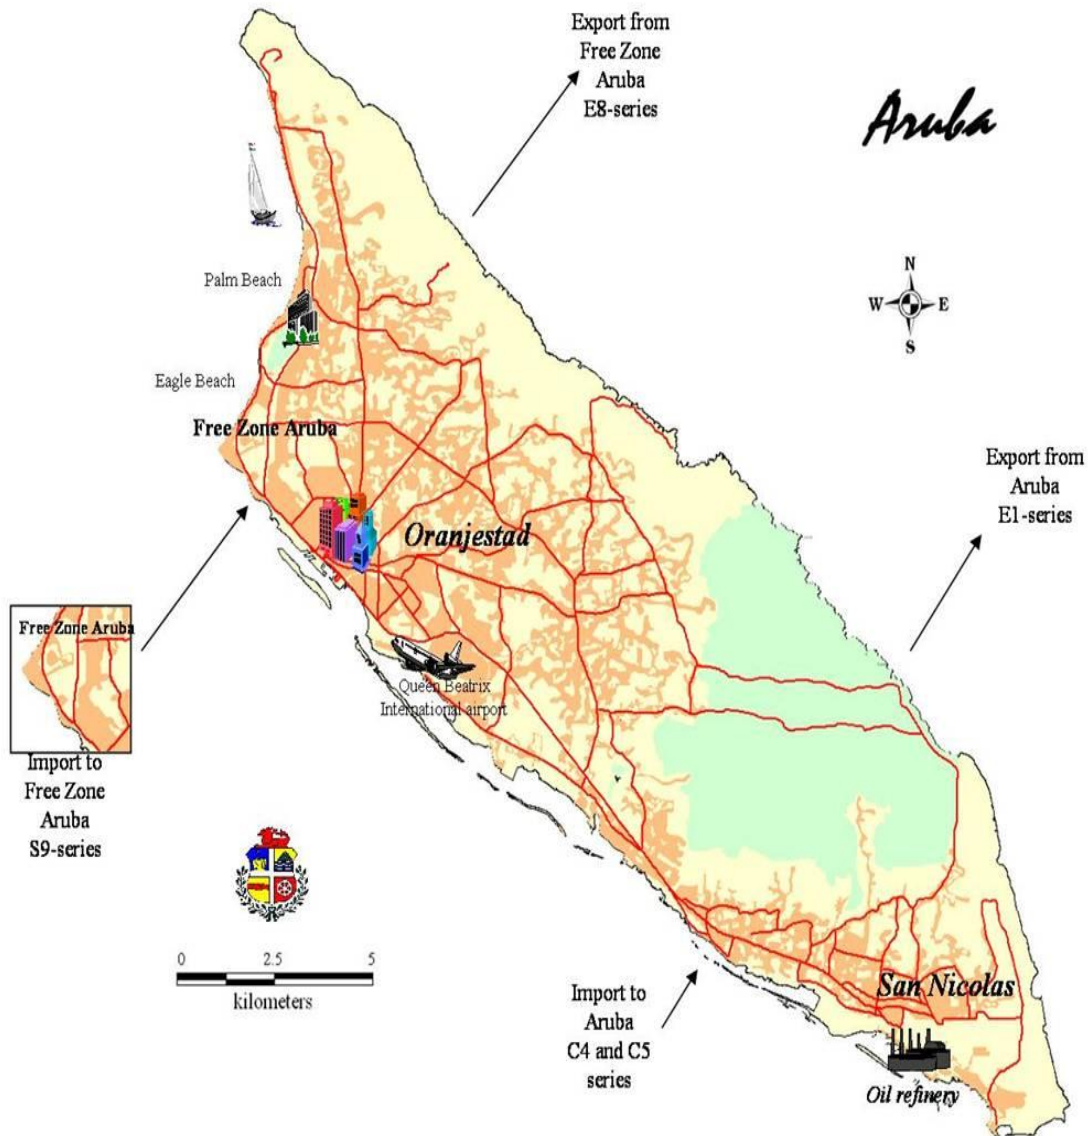 Export from
Free Zone
Aruba
E8-series
Aruba
N
W
E
S
Palm Beach
Eagle Beach
Free Zone Aruba
Export from
Aruba
E1-series
Oranjestad
Free Zone Aruba
Queen Beatrix
International airport
Import to
Free Zone
Aruba
S9-series
0
2.5
5
kilometers
San Nicolas
Import to
Aruba
C4 and C5
series
Oil refinery